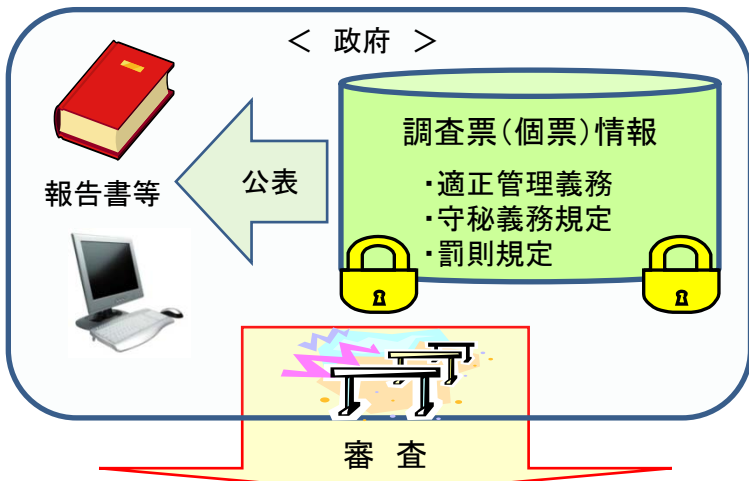 ＜ 政府 ＞
調査票（個票）情報
・適正管理義務
・守秘義務規定
・罰則規定
公表
報告書等
審 査